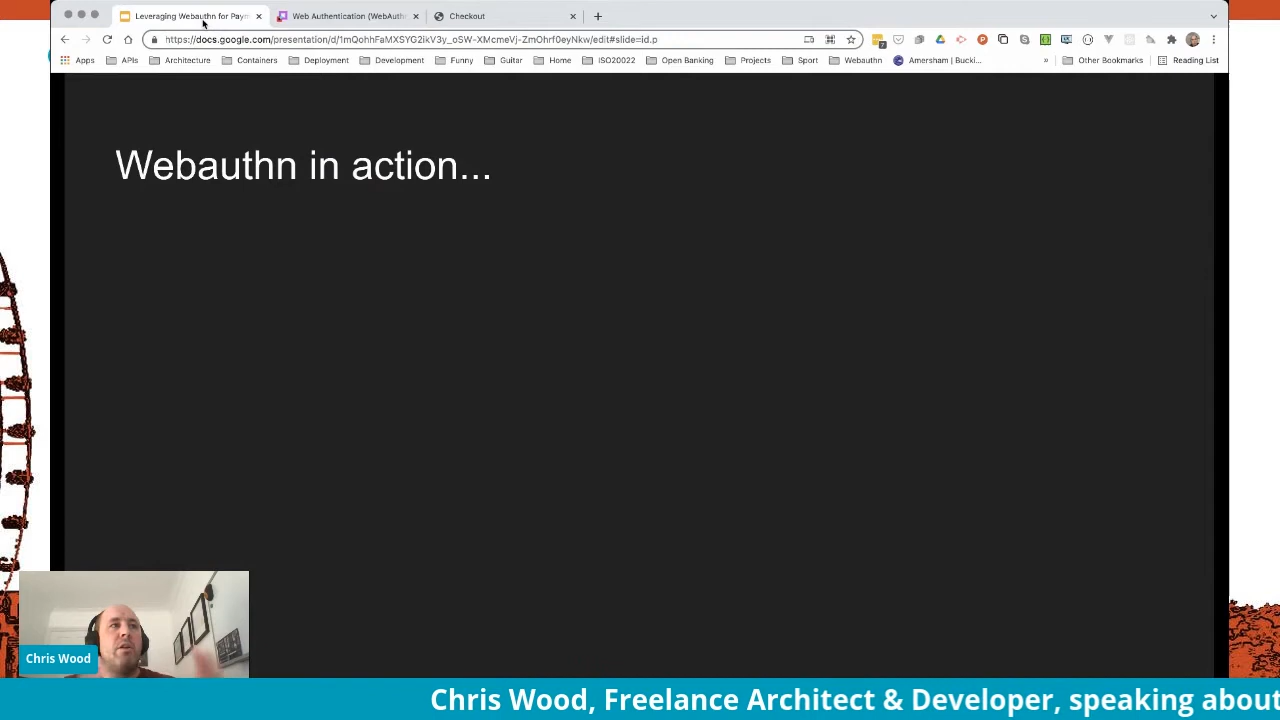 Leveraging Webauthn for Paym
Web Authentication (WebAuthn
Checkout
https://docs.google.com/presentation/d/1mQohhFaMXSYG2ikV3y_oSW-XMcmeVj-ZmOhrf0eyNkw/edit#slide=id.p
Apps APIs Architecture Containers Deployment Development Funny Guitar Home ISO20022 Open Banking Projects Sport Webauthn Amersham | Bucki... » Other Bookmarks Reading List
Webauthn in action...
Chris Wood
Chris Wood, Freelance Architect & Developer, speaking about